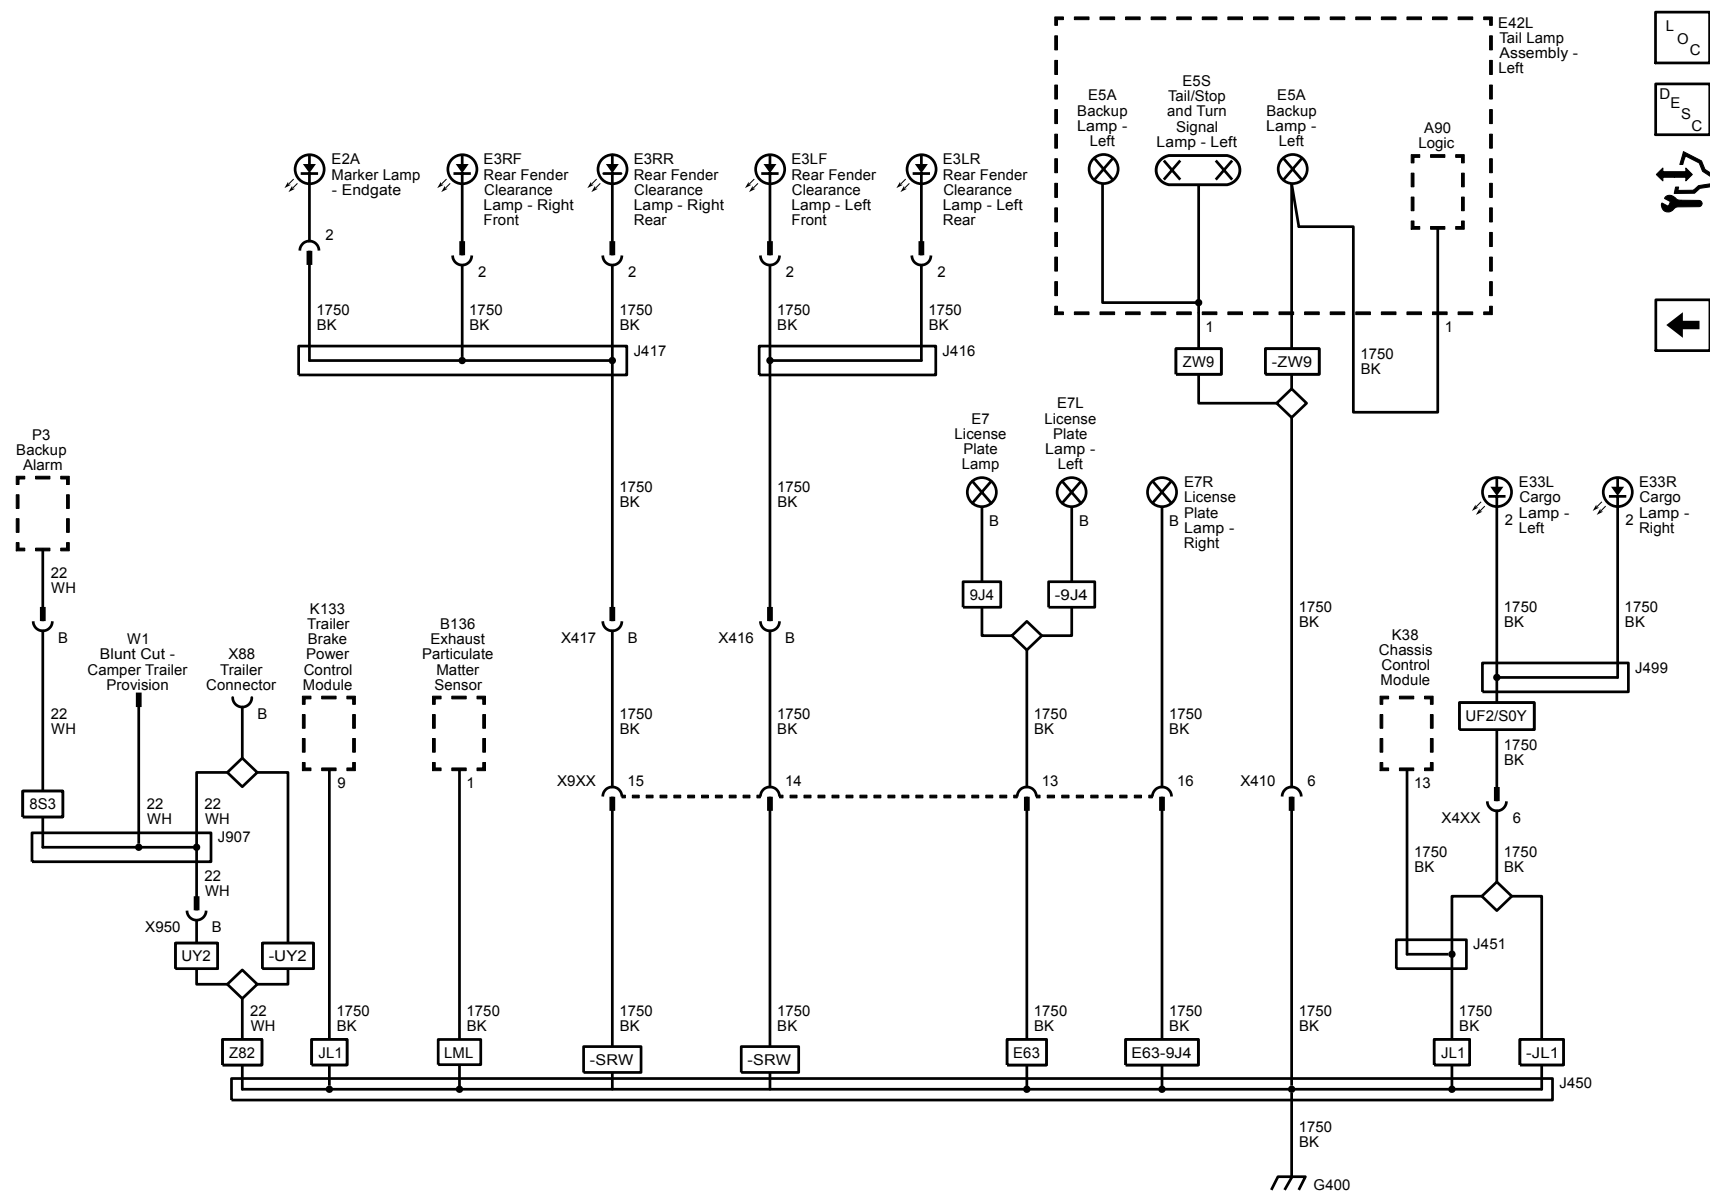 E42L
Tail Lamp
Assembly -
Left
L
O
C
D
E
S
C
E5A
Backup
Lamp -
Left
E5S
Tail/Stop
and Turn
Signal
Lamp - Left
E5A
Backup
Lamp -
Left
A90
Logic
E2A
Marker Lamp
- Endgate
E3RF
Rear Fender
Clearance
Lamp - Right
Front
E3RR
Rear Fender
Clearance
Lamp - Right
Rear
E3LF
Rear Fender
Clearance
Lamp - Left
Front
E3LR
Rear Fender
Clearance
Lamp - Left
Rear
2
2
2
2
2
1750
BK
1750
BK
1750
BK
1750
BK
1750
BK
1
1
J417
J416
ZW9
-ZW9
1750
BK
P3
Backup
Alarm
E7
License
Plate
Lamp
E7L
License
Plate
Lamp -
Left
E7R
License
Plate
Lamp -
Right
E33L
Cargo
Lamp -
Left
E33R
Cargo
Lamp -
Right
1750
BK
1750
BK
B
B
B
2
2
22
WH
9J4
-9J4
B
W1
Blunt Cut -
Camper Trailer
Provision
X88
Trailer
Connector
K133
Trailer
Brake
Power
Control
Module
B136
Exhaust
Particulate
Matter
Sensor
X417
B
X416
B
1750
BK
1750
BK
1750
BK
K38
Chassis
Control
Module
J499
B
22
WH
1750
BK
1750
BK
1750
BK
1750
BK
UF2/S0Y
1750
BK
9
1
X9XX
15
14
13
16
X410
6
13
8S3
22
WH
22
WH
J907
X4XX
6
22
WH
1750
BK
1750
BK
X950
B
UY2
-UY2
J451
22
WH
1750
BK
1750
BK
1750
BK
1750
BK
1750
BK
1750
BK
1750
BK
1750
BK
Z82
JL1
LML
-SRW
-SRW
E63
E63-9J4
JL1
-JL1
J450
1750
BK
G400